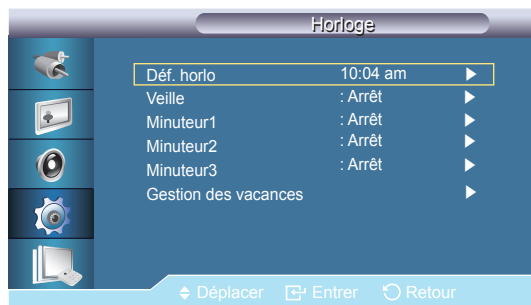 Horloge
Déf. horlo 10:04 am
Veille : Arrêt
Minuteur1 : Arrêt
Minuteur2 : Arrêt
Minuteur3 : Arrêt
Gestion des vacances
Déplacer Entrer Retour